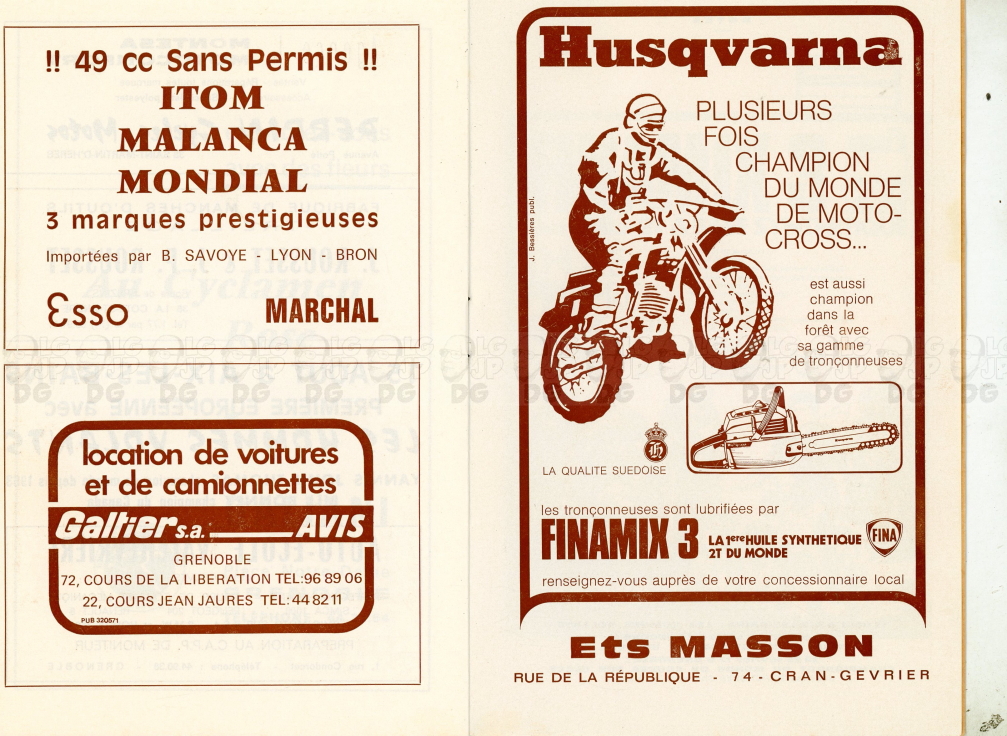 !! 49 cc Sans Permis !!
ITOM
MALANCA
MONDIAL
3 marques prestigieuses
Importées par B. SAVOYE - LYON - BRON
Esso MARCHAL
location de voitures
et de camionnettes
Galtier s.a. AVIS
GRENOBLE
72, COURS DE LA LIBERATION TEL: 96 89 06
22, COURS JEAN JAURES TEL: 44 82 11
PUB 320571
Husqvarna
PLUSIEURS
FOIS
CHAMPION
DU MONDE
DE MOTO-
CROSS...
J. Bessières publ.
est aussi
champion
dans la
forêt avec
sa gamme
de tronçonneuses
Husqvarna
LA QUALITE SUEDOISE
les tronçonneuses sont lubrifiées par
FINAMIX 3
LA 1ere HUILE SYNTHETIQUE
2T DU MONDE
FINA
renseignez-vous auprès de votre concessionnaire local
Ets MASSON
RUE DE LA RÉPUBLIQUE - 74 - CRAN-GEVRIER